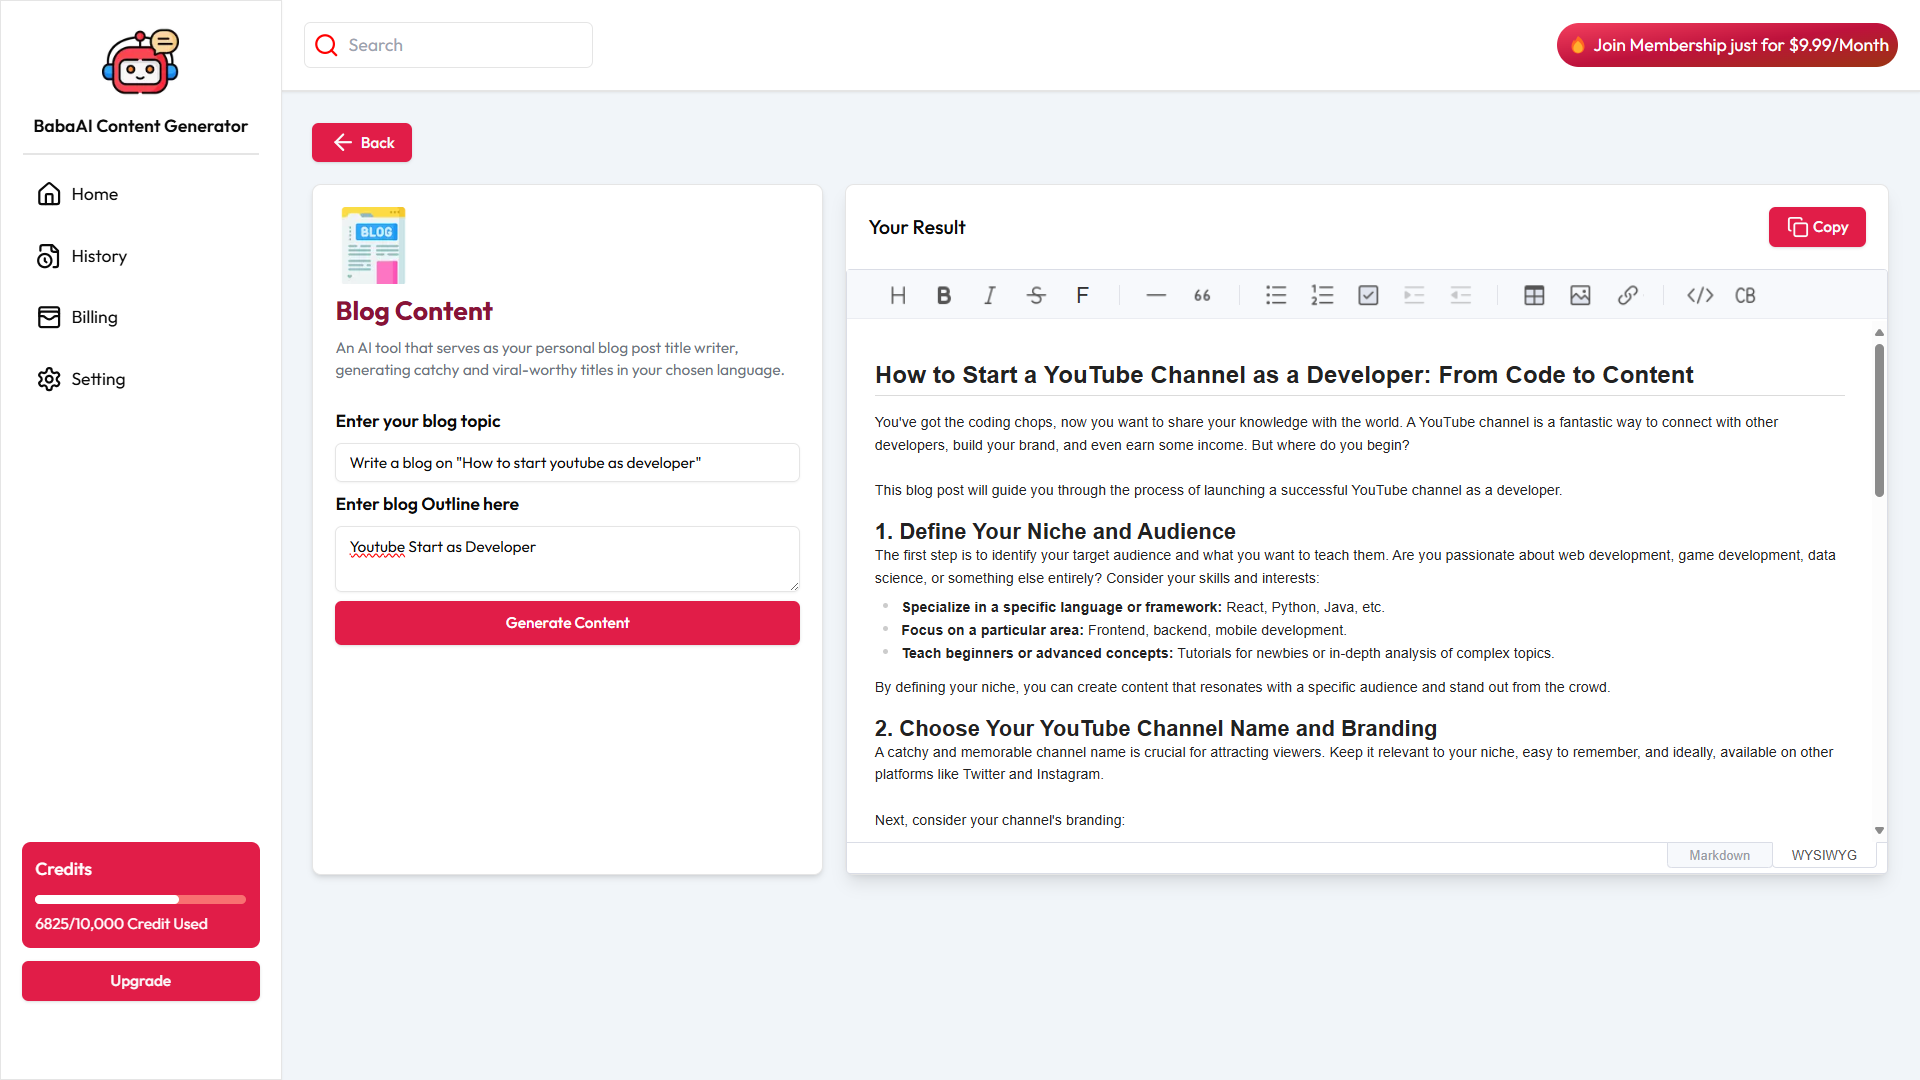 BabaAI Content Generator
Home
History
Billing
Setting
Credits
6825/10,000 Credit Used
Upgrade
Search
Join Membership just for $9.99/Month
Back
BLOG
Blog Content
An AI tool that serves as your personal blog post title writer,
generating catchy and viral-worthy titles in your chosen language.
Enter your blog topic
Write a blog on "How to start youtube as developer"
Enter blog Outline here
Youtube Start as Developer
Generate Content
Your Result
Copy
H B I S F 66 CB
How to Start a YouTube Channel as a Developer: From Code to Content
You've got the coding chops, now you want to share your knowledge with the world. A YouTube channel is a fantastic way to connect with other
developers, build your brand, and even earn some income. But where do you begin?
This blog post will guide you through the process of launching a successful YouTube channel as a developer.
1. Define Your Niche and Audience
The first step is to identify your target audience and what you want to teach them. Are you passionate about web development, game development, data
science, or something else entirely? Consider your skills and interests:
Specialize in a specific language or framework: React, Python, Java, etc.
Focus on a particular area: Frontend, backend, mobile development.
Teach beginners or advanced concepts: Tutorials for newbies or in-depth analysis of complex topics.
By defining your niche, you can create content that resonates with a specific audience and stand out from the crowd.
2. Choose Your YouTube Channel Name and Branding
A catchy and memorable channel name is crucial for attracting viewers. Keep it relevant to your niche, easy to remember, and ideally, available on other
platforms like Twitter and Instagram.
Next, consider your channel's branding:
Markdown
WYSIWYG